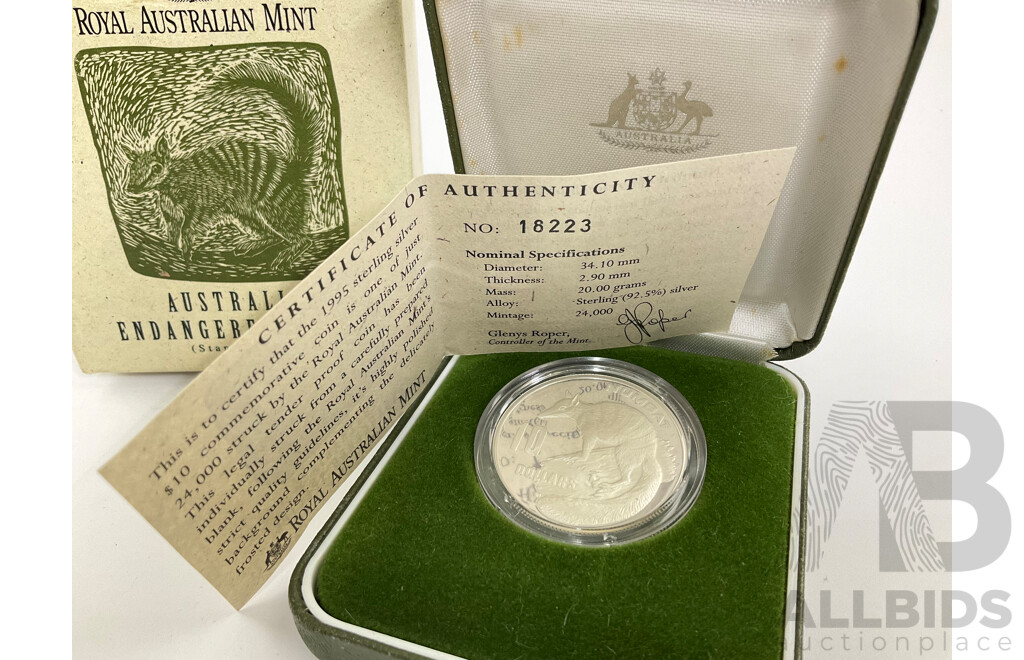 ROYAL AUSTRALIAN MINT
AUSTRALI
ENDANGERE
(Stan
AUSTRALIA
CERTIFICATE OF AUTHENTICITY
This is to certify that the 1995 sterling silver
$10 commemorative coin is one of just
24,000 struck by the Royal Australian Mint.
This legal tender proof coin has been
individually struck from a carefully prepared
blank, following the Royal Australian Mint's
strict quality guidelines, it's highly polished
background complementing the delicately
frosted design.
ROYAL AUSTRALIAN MINT
NO: 18223
Nominal Specifications
Diameter: 34.10 mm
Thickness: 2.90 mm
Mass: 20.00 grams
Alloy: Sterling (92.5%) silver
Mintage: 24,000
GRoper
Glenys Roper,
Controller of the Mint.
DOLLARS
AB
ALLBIDS
auctionplace